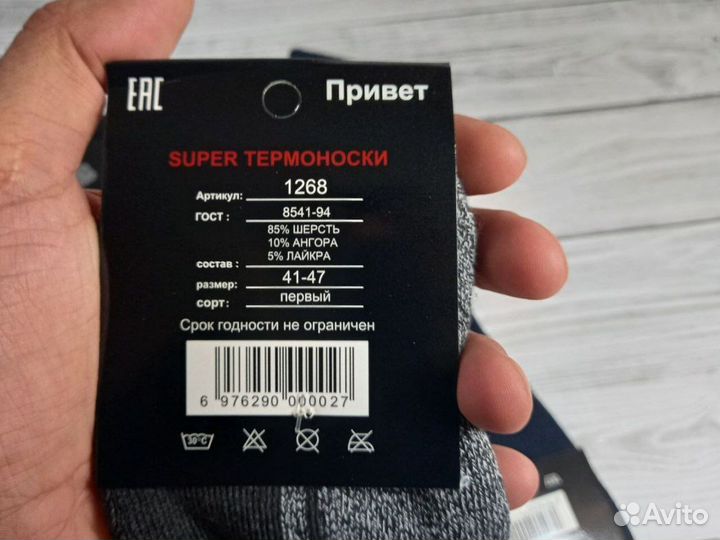 EAC
Привет
SUPER ТЕРМОНОСКИ
Артикул: 1268
ГОСТ : 8541-94
85% ШЕРСТЬ
10% АНГОРА
состав : 5% ЛАЙКРА
размер: 41-47
сорт: первый
Срок годности не ограничен
6 976290 000027
30°C
Avito